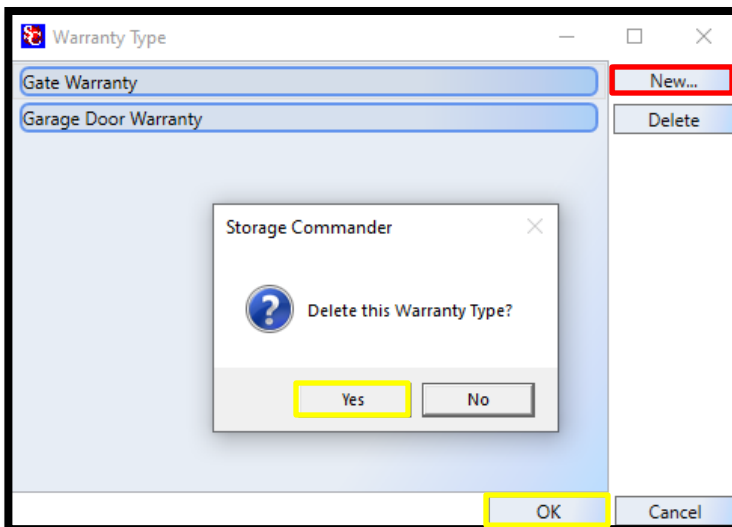 SC Warranty Type
Gate Warranty
New...
Garage Door Warranty
Delete
Storage Commander
Delete this Warranty Type?
Yes
No
OK
Cancel